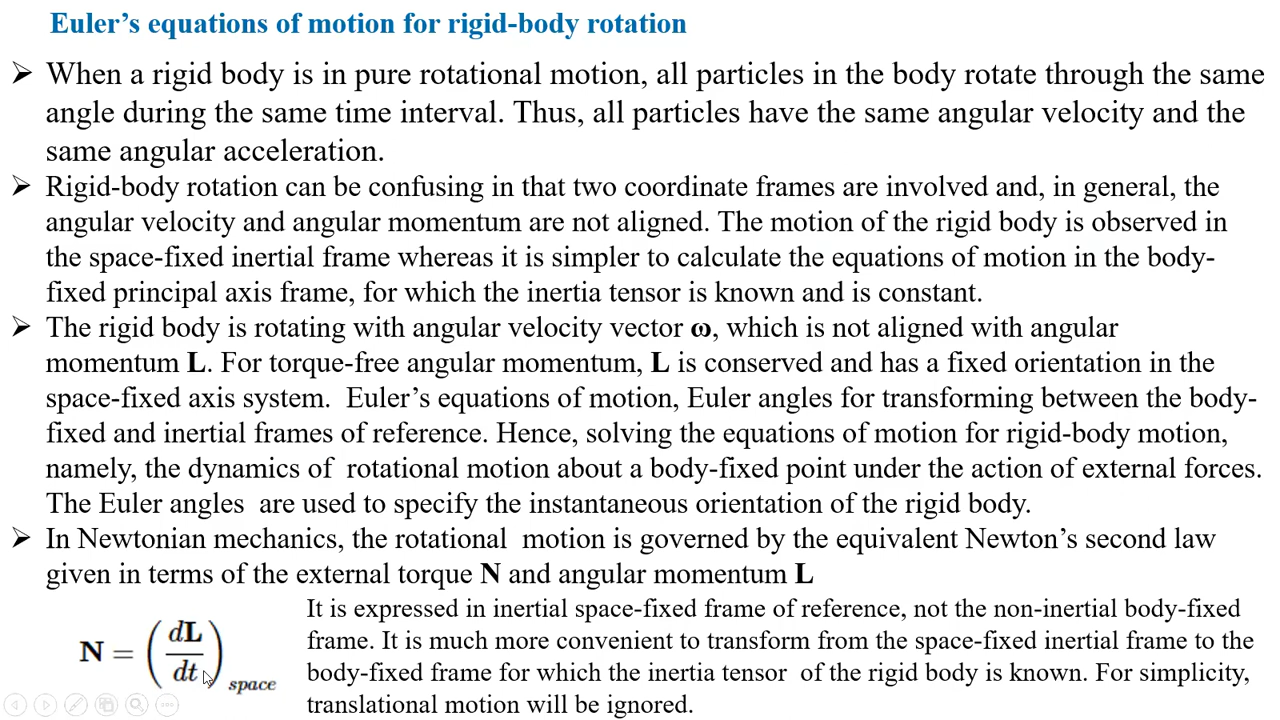 Euler’s equations of motion for rigid-body rotation
➢ When a rigid body is in pure rotational motion, all particles in the body rotate through the same
angle during the same time interval. Thus, all particles have the same angular velocity and the
same angular acceleration.
➢ Rigid-body rotation can be confusing in that two coordinate frames are involved and, in general, the
angular velocity and angular momentum are not aligned. The motion of the rigid body is observed in
the space-fixed inertial frame whereas it is simpler to calculate the equations of motion in the body-
fixed principal axis frame, for which the inertia tensor is known and is constant.
➢ The rigid body is rotating with angular velocity vector ω, which is not aligned with angular
momentum L. For torque-free angular momentum, L is conserved and has a fixed orientation in the
space-fixed axis system. Euler’s equations of motion, Euler angles for transforming between the body-
fixed and inertial frames of reference. Hence, solving the equations of motion for rigid-body motion,
namely, the dynamics of rotational motion about a body-fixed point under the action of external forces.
The Euler angles are used to specify the instantaneous orientation of the rigid body.
➢ In Newtonian mechanics, the rotational motion is governed by the equivalent Newton’s second law
given in terms of the external torque N and angular momentum L
N = (dL/dt)space
It is expressed in inertial space-fixed frame of reference, not the non-inertial body-fixed
frame. It is much more convenient to transform from the space-fixed inertial frame to the
body-fixed frame for which the inertia tensor of the rigid body is known. For simplicity,
translational motion will be ignored.